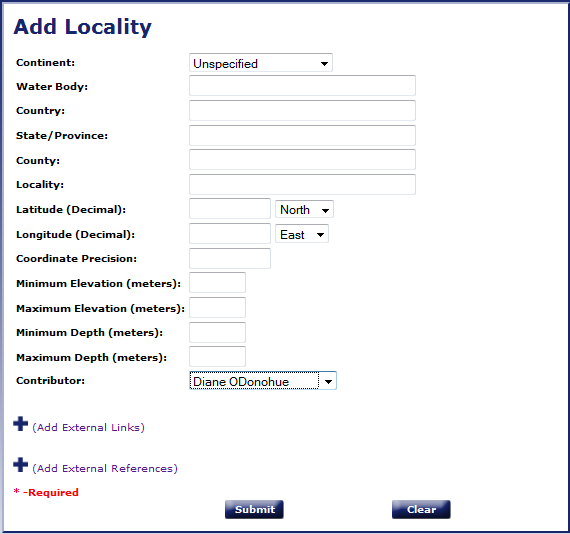 Add Locality
Continent: Unspecified
Water Body:
Country:
State/Province:
County:
Locality:
Latitude (Decimal): North
Longitude (Decimal): East
Coordinate Precision:
Minimum Elevation (meters):
Maximum Elevation (meters):
Minimum Depth (meters):
Maximum Depth (meters):
Contributor: Diane ODonohue
(Add External Links)
(Add External References)
* -Required
Submit Clear